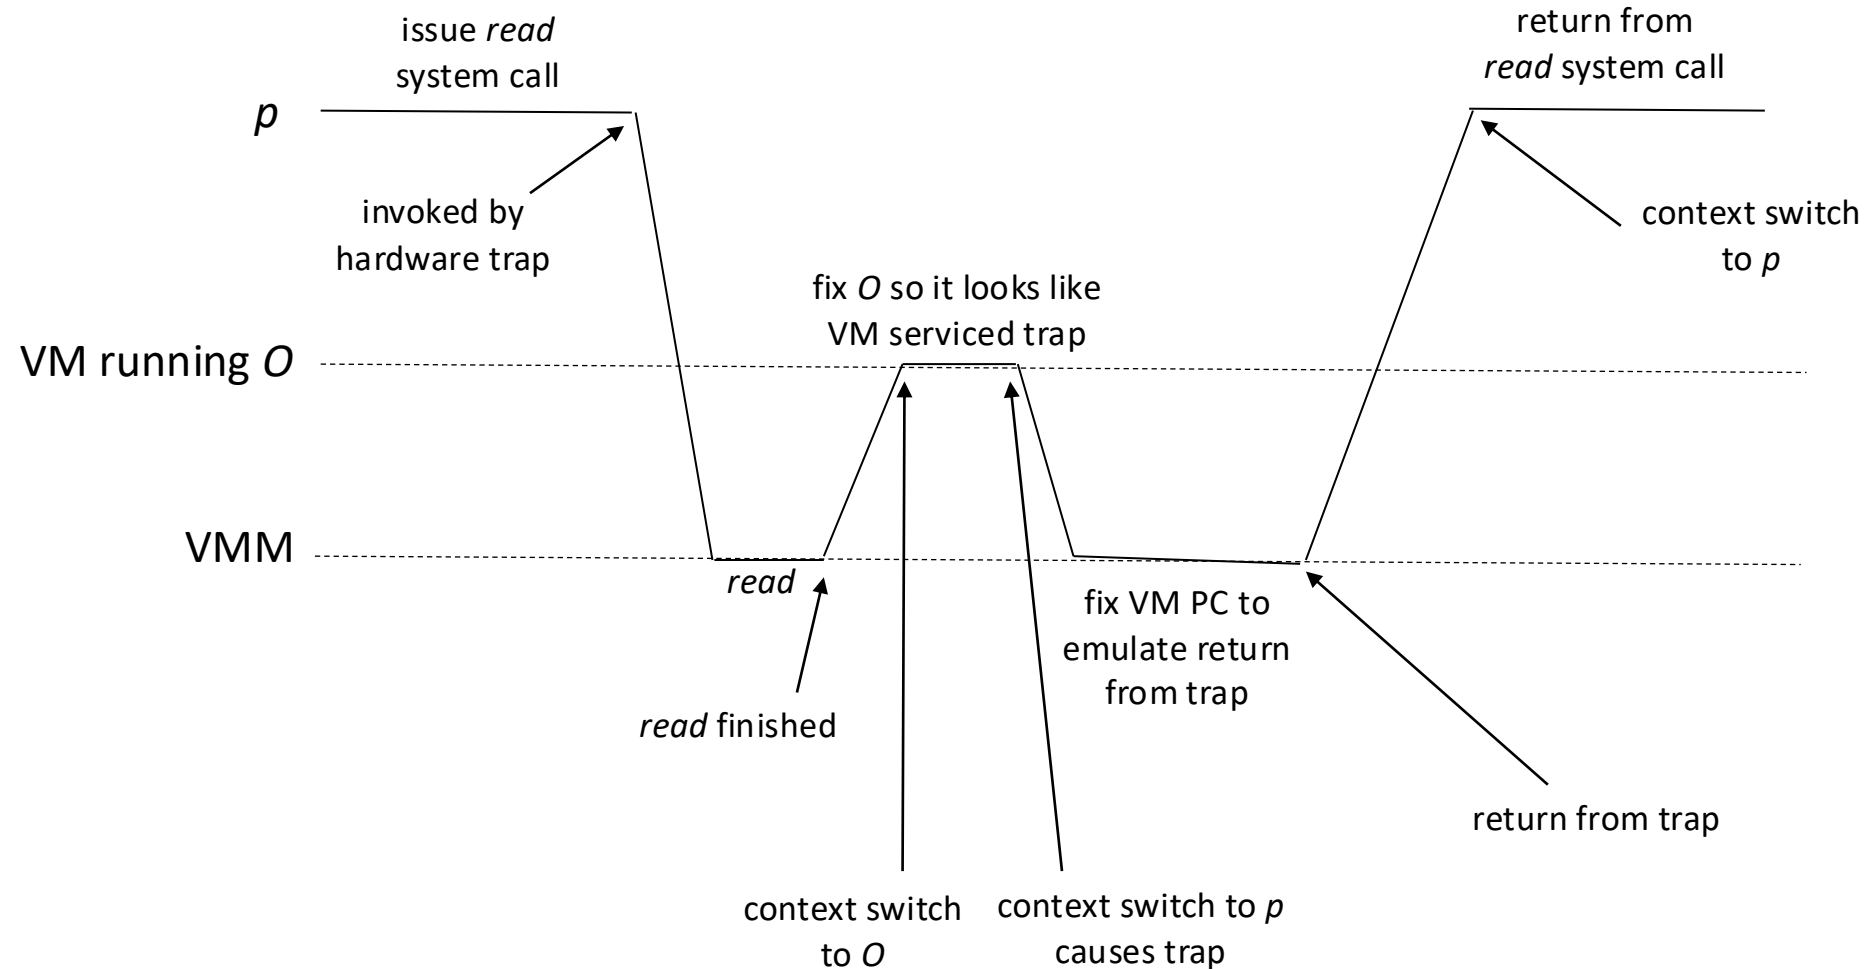 issue read
system call
return from
read system call
p
invoked by
hardware trap
context switch
to p
fix O so it looks like
VM serviced trap
VM running O
VMM
read
fix VM PC to
emulate return
from trap
read finished
return from trap
context switch
to O
context switch to p
causes trap